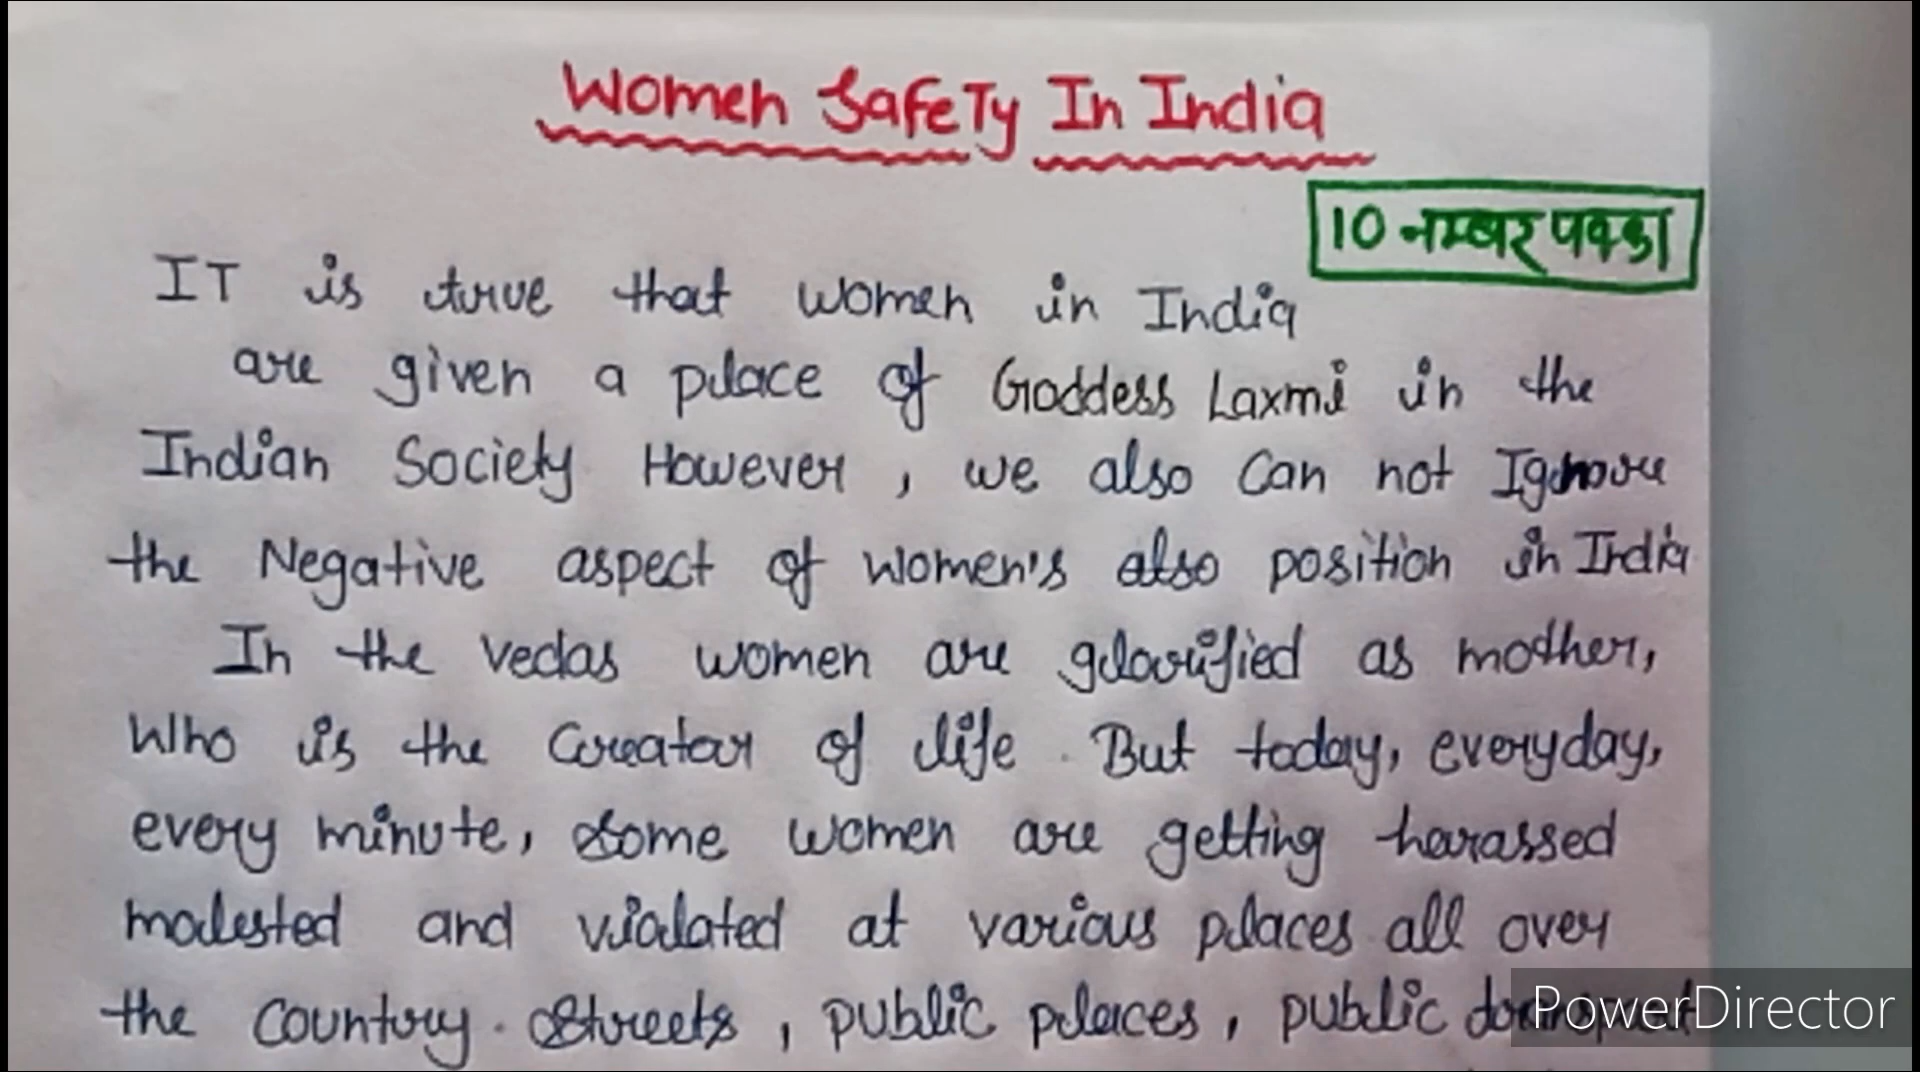 Women Safety In India
10 नम्बर पक्का
IT is true that women in India
are given a place of Goddess Laxmi in the
Indian Society However, we also Can not Ignore
the Negative aspect of women's also position in India
In the vedas women are glorified as mother,
Who is the Creator of life. But today, everyday,
every minute, some women are getting harassed
molested and violated at various places all over
the country. Streets, public places, public
PowerDirector